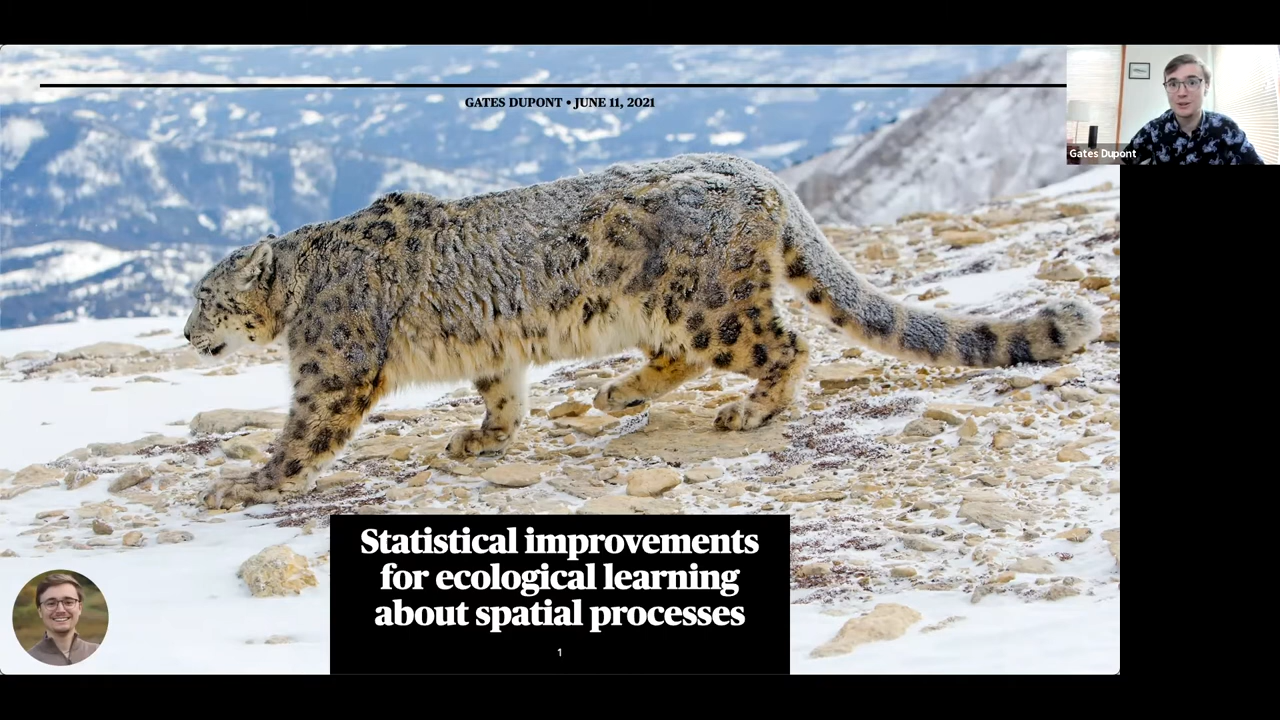 GATES DUPONT • JUNE 11, 2021
Gates Dupont
Statistical improvements
for ecological learning
about spatial processes
1